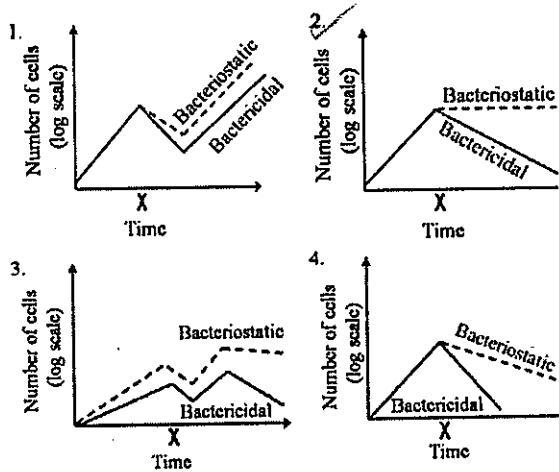 1.
Number of cells
(log scale)
Bacteriostatic
Bactericidal
X
Time
2.
Number of cells
(log scale)
Bacteriostatic
Bactericidal
X
Time
3.
Number of cells
(log scale)
Bacteriostatic
Bactericidal
X
Time
4.
Number of cells
(log scale)
Bacteriostatic
Bactericidal
X
Time